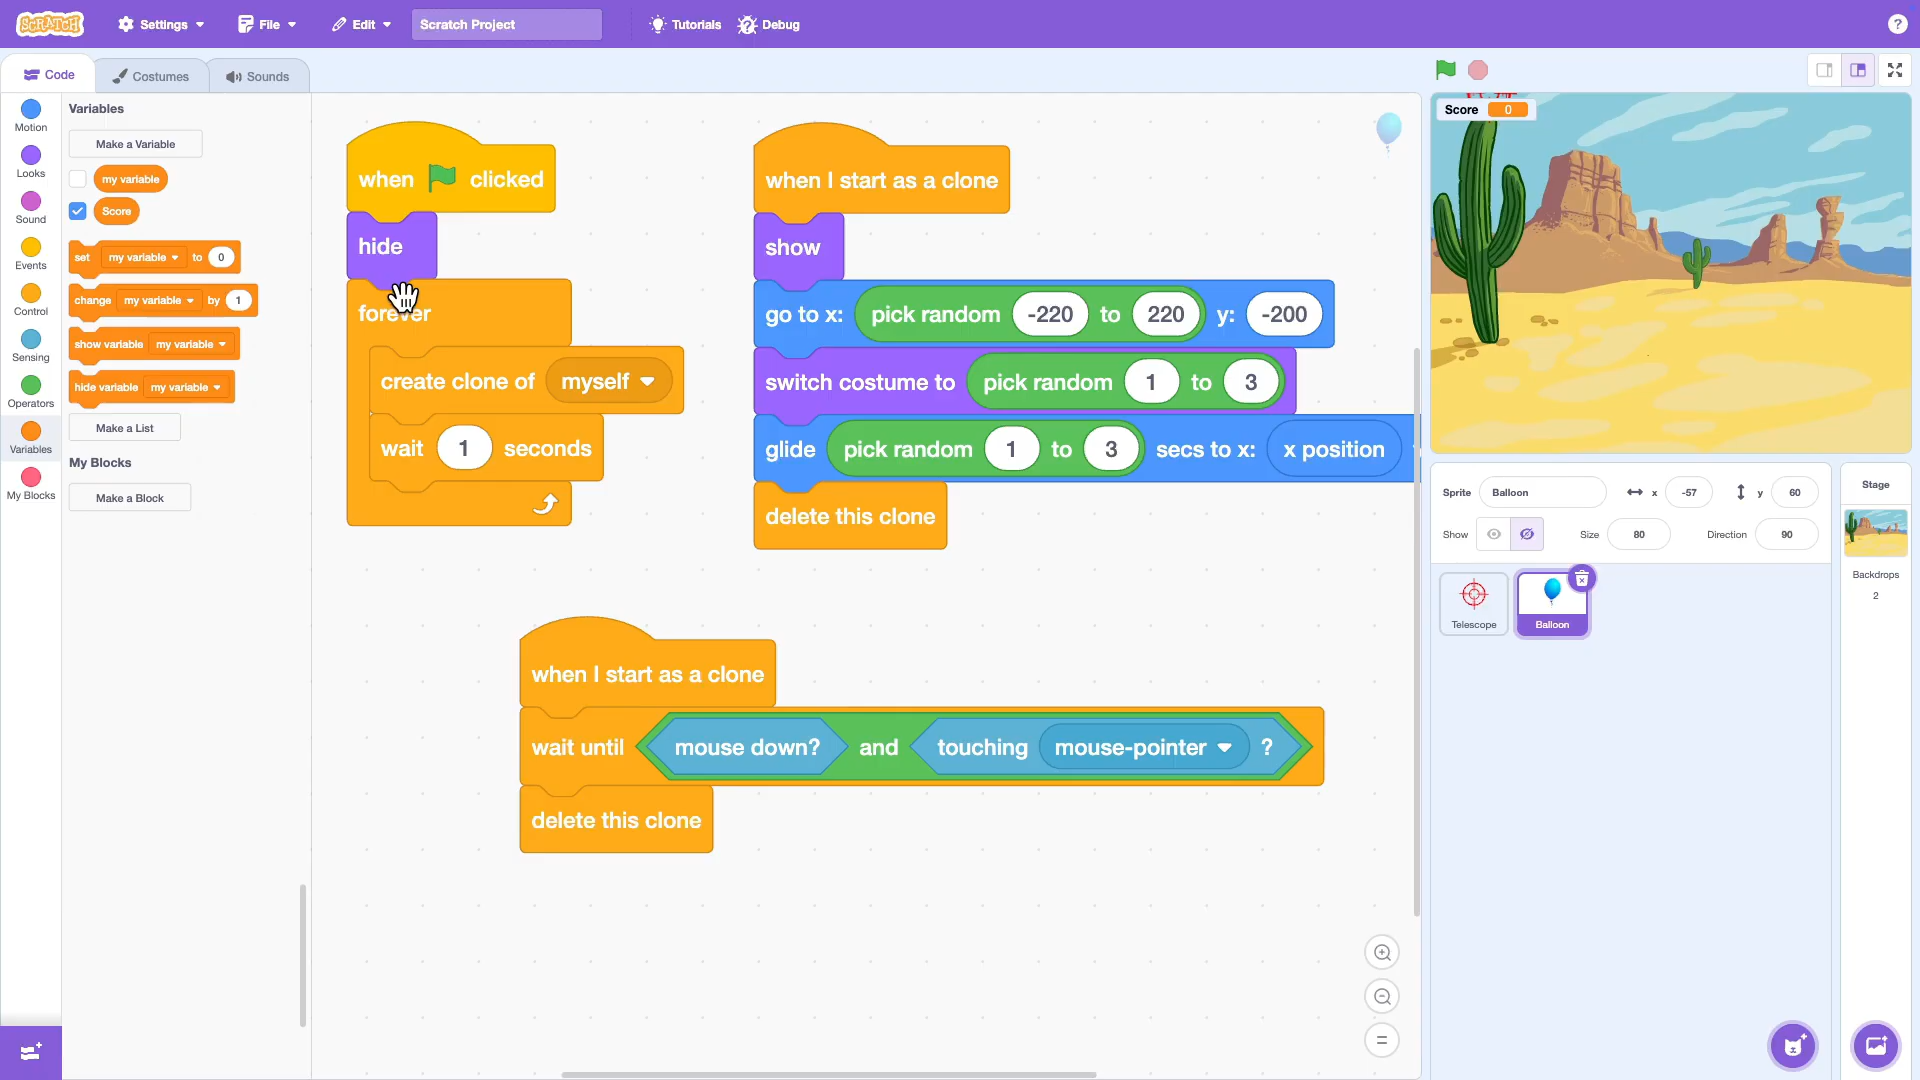 SCRATCH
Settings
File
Edit
Scratch Project
Tutorials
Debug
?
Code
Costumes
Sounds
Motion
Looks
Sound
Events
Control
Sensing
Operators
Variables
My Blocks
Variables
Make a Variable
my variable
Score
set my variable to 0
change my variable by 1
show variable my variable
hide variable my variable
Make a List
My Blocks
Make a Block
when clicked
hide
forever
create clone of myself
wait 1 seconds
when I start as a clone
show
go to x: pick random -220 to 220 y: -200
switch costume to pick random 1 to 3
glide pick random 1 to 3 secs to x: x position
delete this clone
when I start as a clone
wait until mouse down? and touching mouse-pointer ?
delete this clone
Score 0
Sprite Balloon x -57 y 60
Show Size 80 Direction 90
Telescope
Balloon
Stage
Backdrops
2